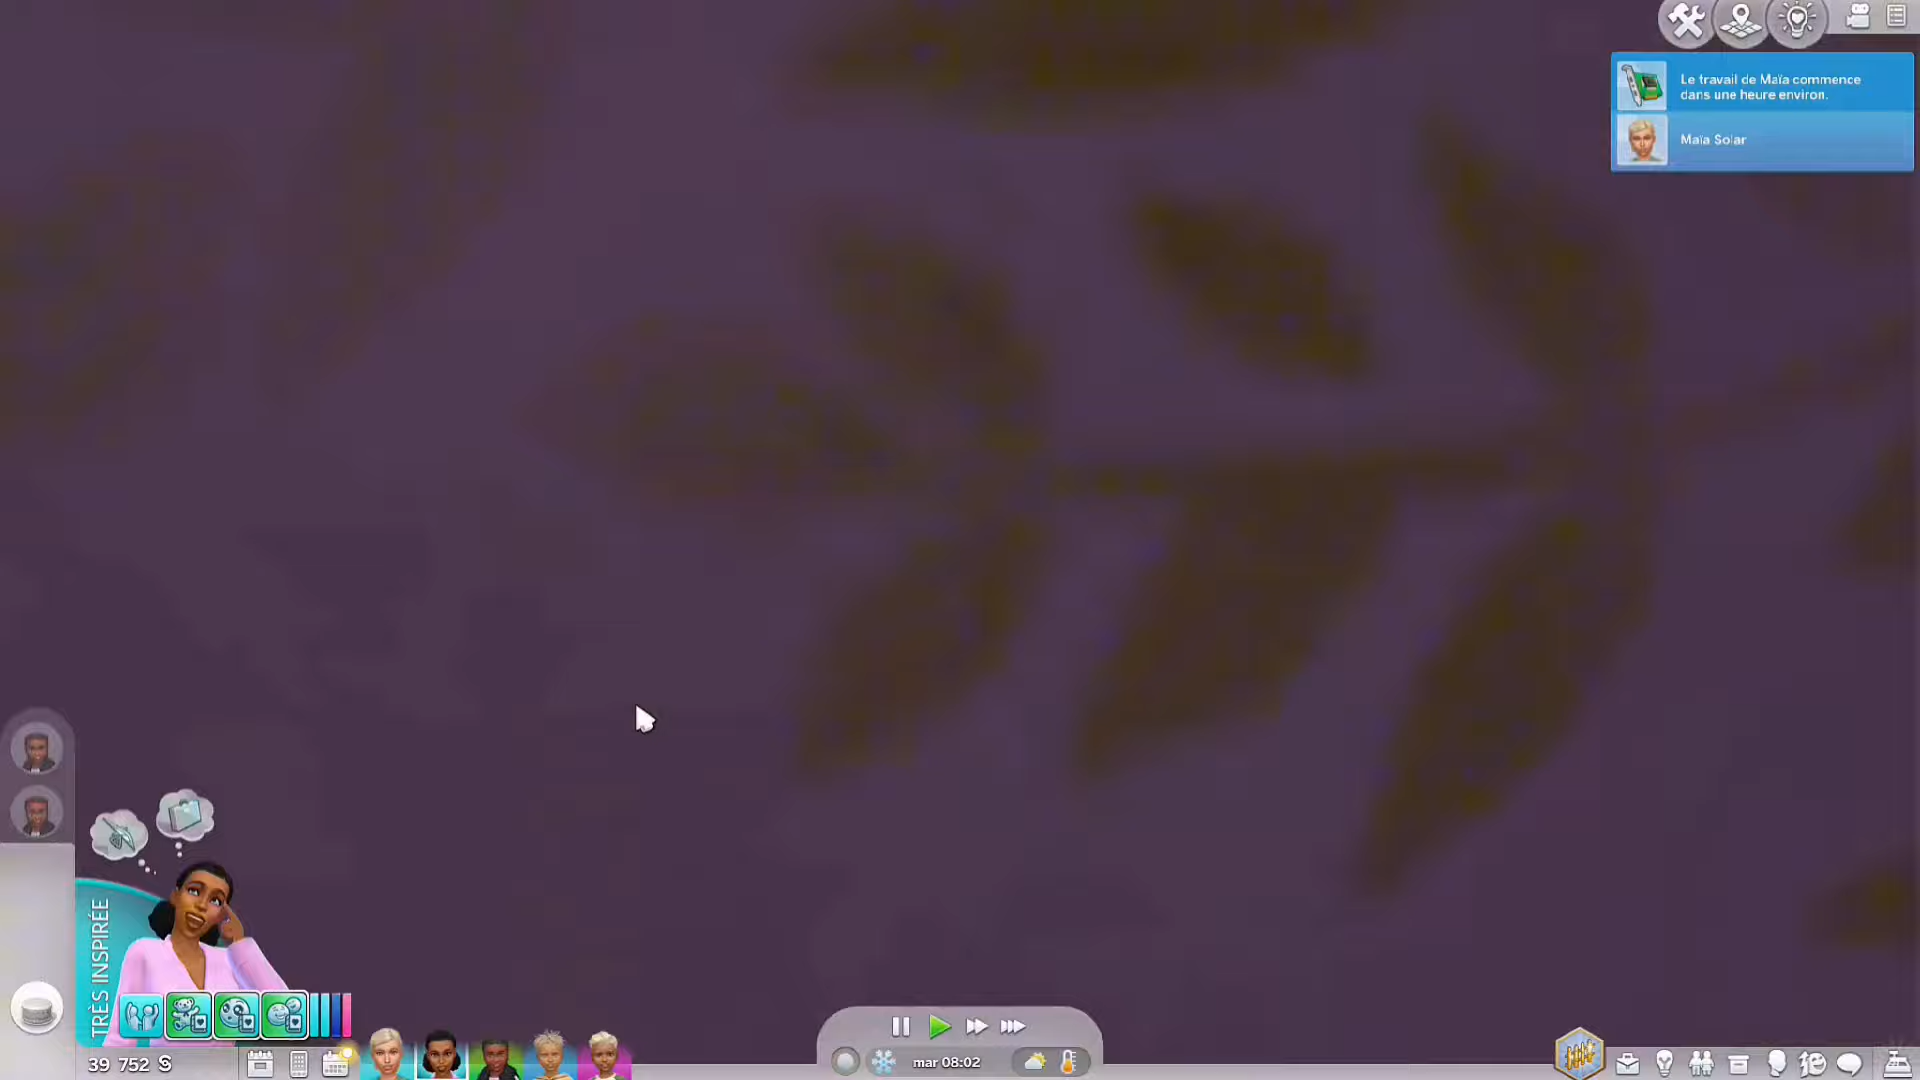 Le travail de Maïa commence
dans une heure environ.
Maïa Solar
TRÈS INSPIRÉE
39 752
mar 08:02